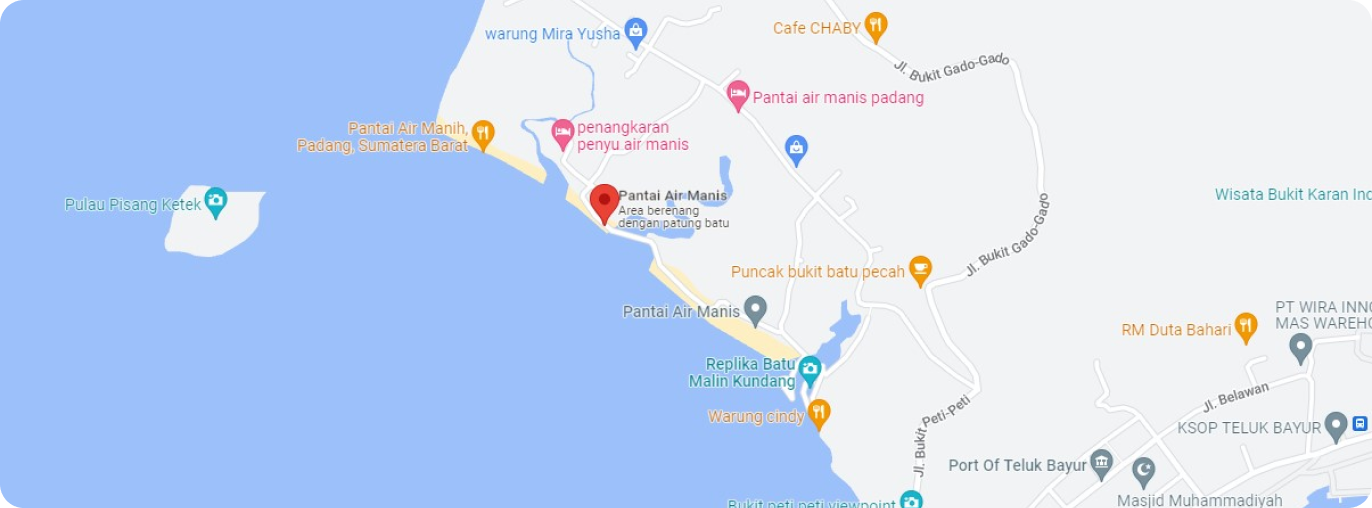 warung Mira Yusha
Cafe CHABY
Jl. Bukit Gado-Gado
Pantai air manis padang
Pantai Air Manih,
Padang, Sumatera Barat
penangkaran
penyu air manis
Pulau Pisang Ketek
Pantai Air Manis
Area berenang
dengan patung batu
Wisata Bukit Karan Ind
Jl. Bukit Gado-Gado
Puncak bukit batu pecah
Pantai Air Manis
RM Duta Bahari
PT WIRA INNO
MAS WAREHO
Replika Batu
Malin Kundang
Jl. Belawan
Warung cindy
Jl. Bukit Peti-Peti
KSOP TELUK BAYUR
Port Of Teluk Bayur
Masjid Muhammadiyah
Bukit peti peti viewpoint